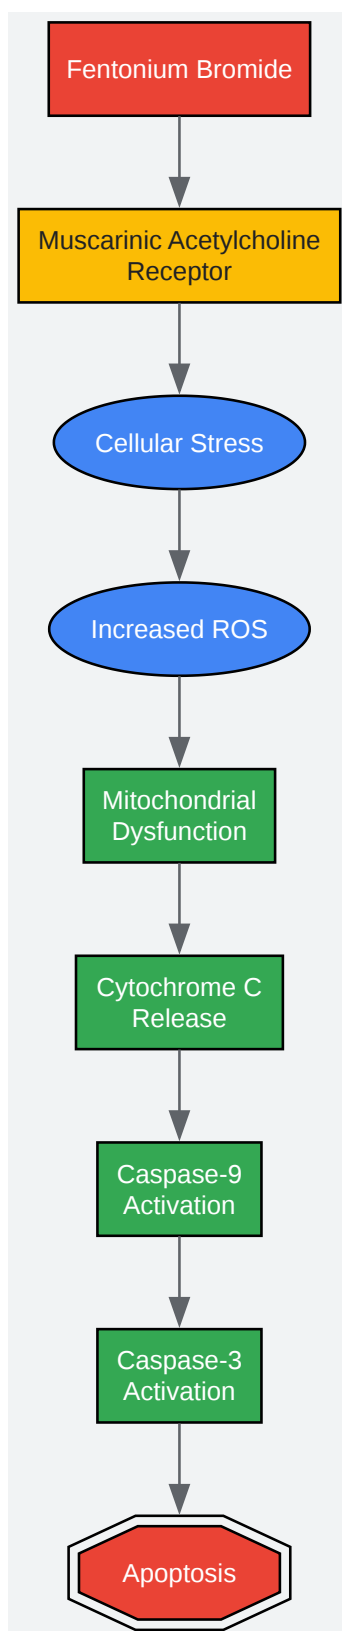 Fentonium Bromide
Muscarinic Acetylcholine
Receptor
Cellular Stress
Increased ROS
Mitochondrial
Dysfunction
Cytochrome C
Release
Caspase-9
Activation
Caspase-3
Activation
Apoptosis